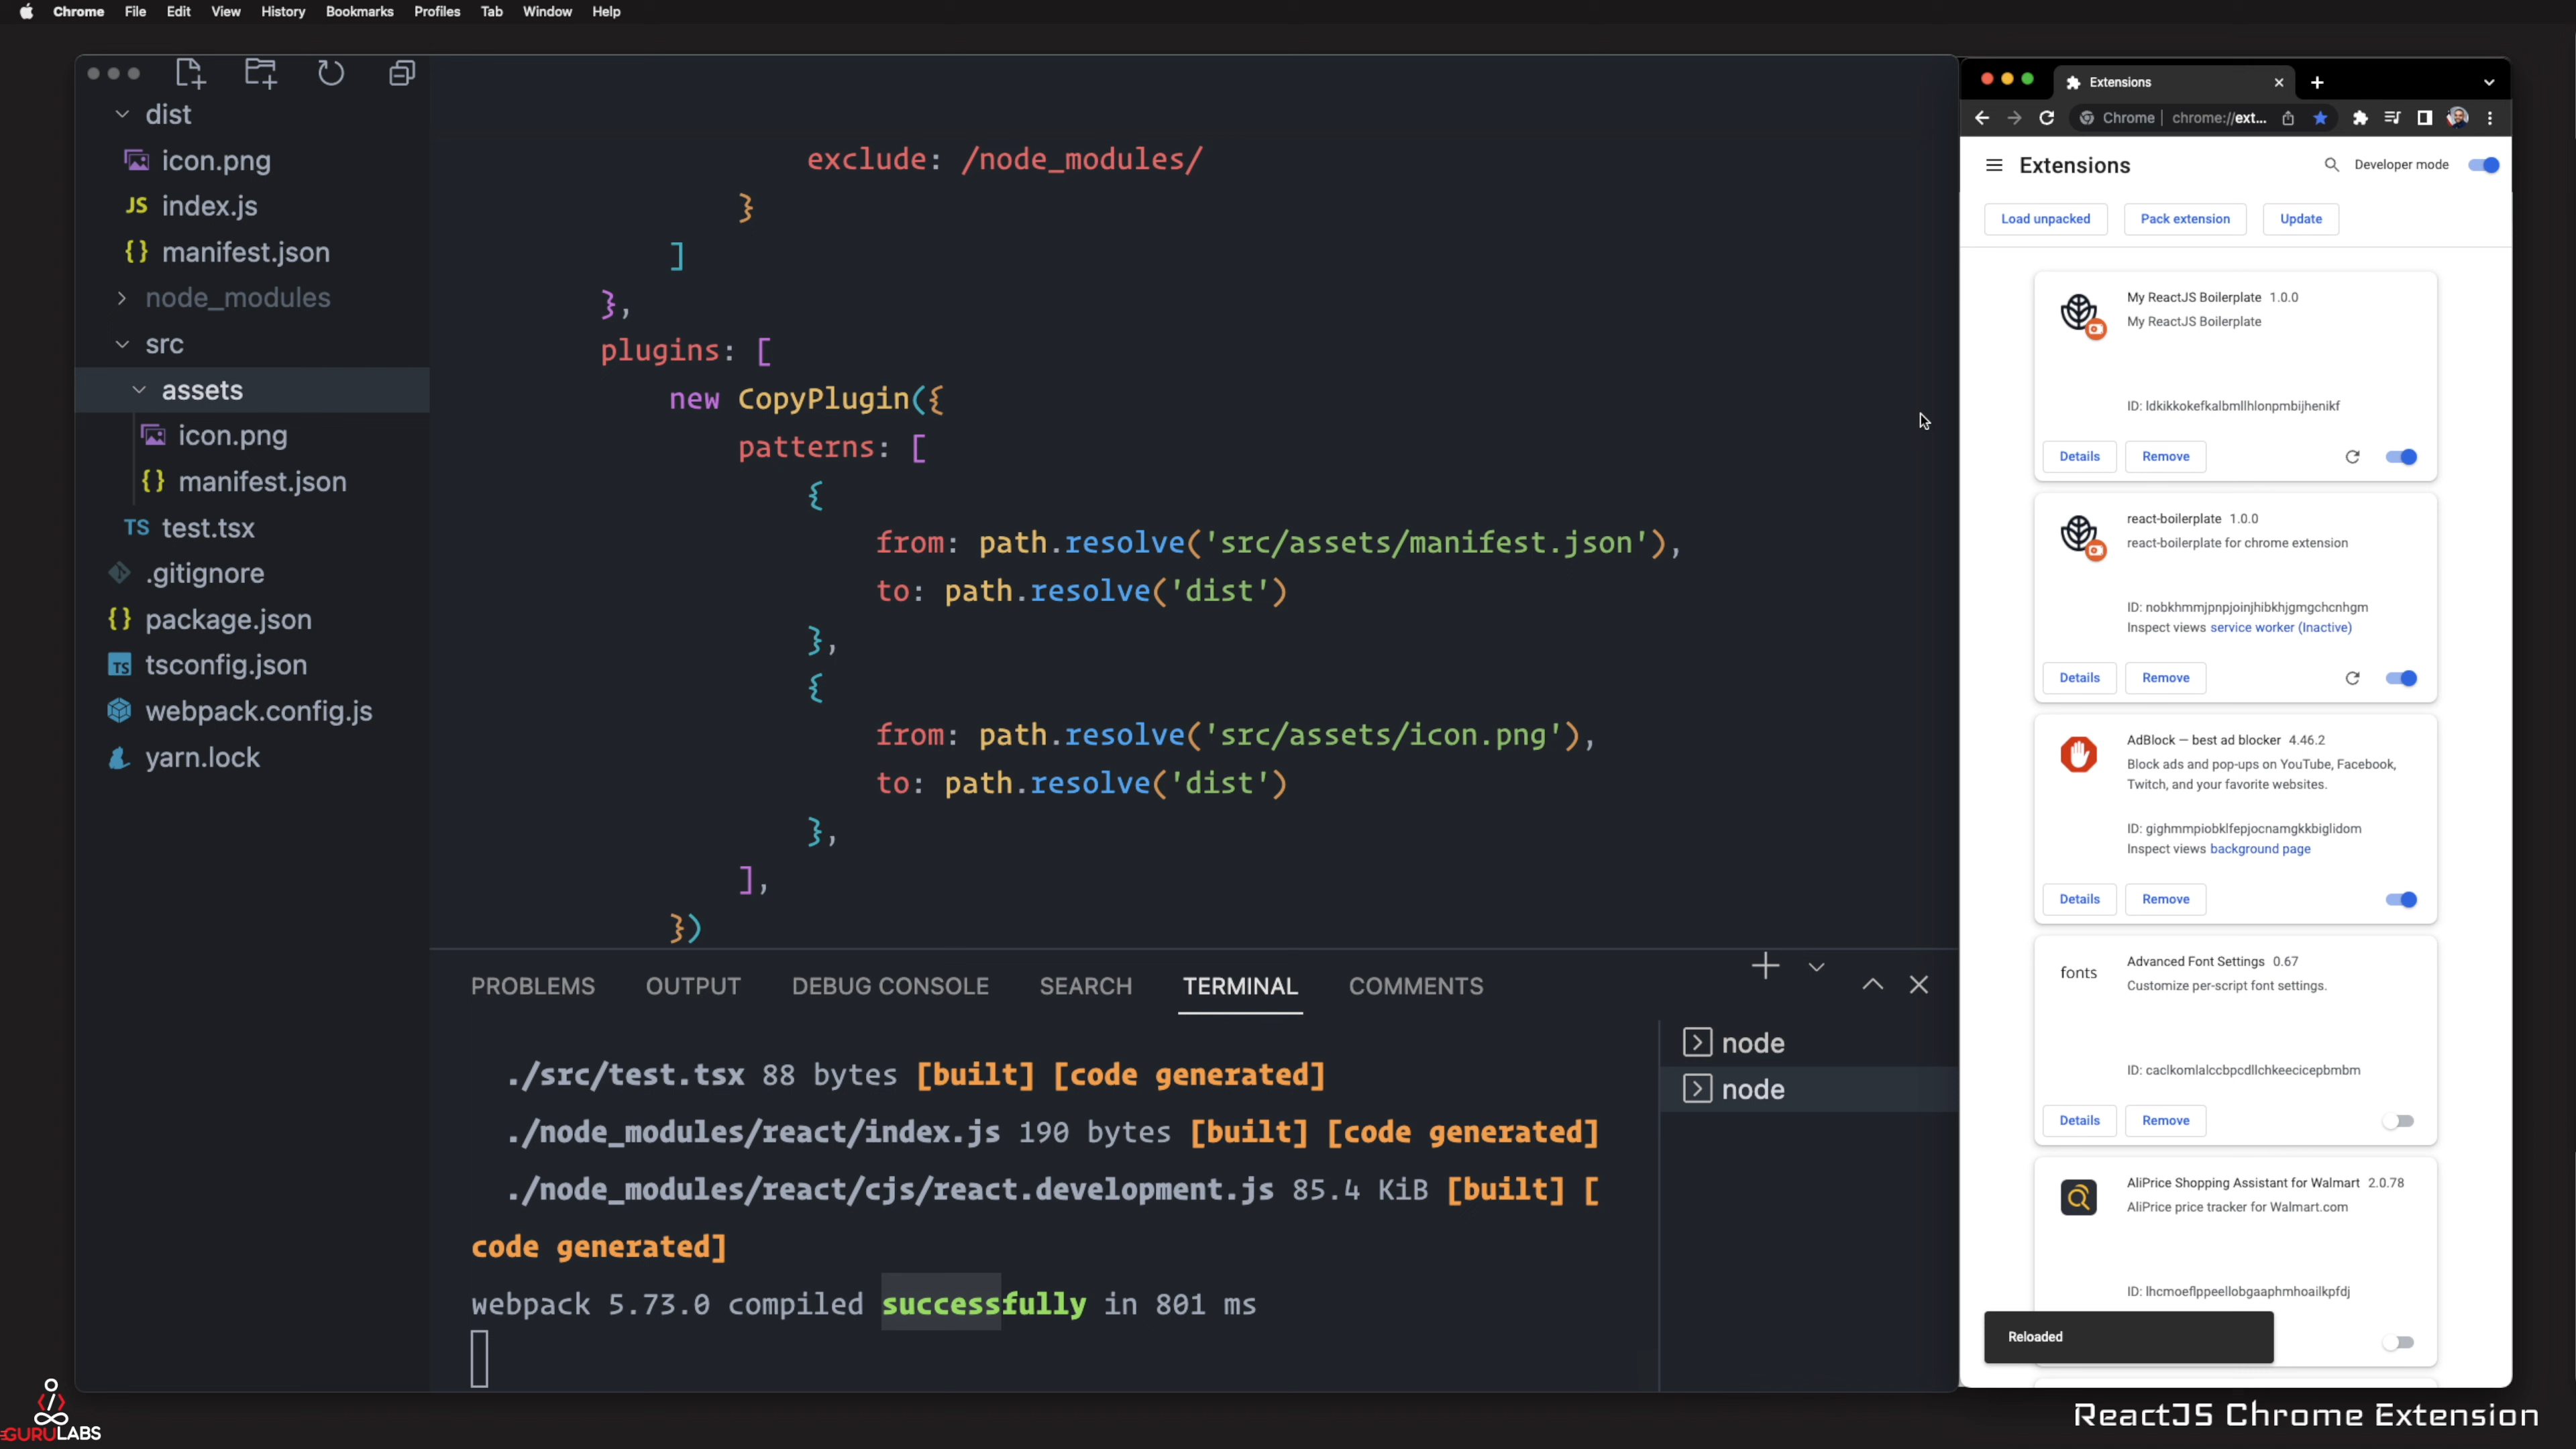 Chrome File Edit View History Bookmarks Profiles Tab Window Help
dist
icon.png
JS index.js
{} manifest.json
node_modules
src
assets
icon.png
{} manifest.json
TS test.tsx
.gitignore
{} package.json
TS tsconfig.json
webpack.config.js
yarn.lock
exclude: /node_modules/
}
]
},
plugins: [
new CopyPlugin({
patterns: [
{
from: path.resolve('src/assets/manifest.json'),
to: path.resolve('dist')
},
{
from: path.resolve('src/assets/icon.png'),
to: path.resolve('dist')
},
],
})
PROBLEMS OUTPUT DEBUG CONSOLE SEARCH TERMINAL COMMENTS
./src/test.tsx 88 bytes [built] [code generated]
./node_modules/react/index.js 190 bytes [built] [code generated]
./node_modules/react/cjs/react.development.js 85.4 KiB [built] [
code generated]
webpack 5.73.0 compiled successfully in 801 ms
node
node
Extensions
Chrome | chrome://ext...
Extensions Developer mode
Load unpacked Pack extension Update
My ReactJS Boilerplate 1.0.0
My ReactJS Boilerplate
ID: ldkikkokefkalbmllhlonpmbijhenikf
Details Remove
react-boilerplate 1.0.0
react-boilerplate for chrome extension
ID: nobkhmmjpnpjoinjhibkhjgmgchcnhgm
Inspect views service worker (Inactive)
Details Remove
AdBlock — best ad blocker 4.46.2
Block ads and pop-ups on YouTube, Facebook,
Twitch, and your favorite websites.
ID: gighmmpiobklfepjocnamgkkbiglidom
Inspect views background page
Details Remove
fonts
Advanced Font Settings 0.67
Customize per-script font settings.
ID: caclkomlalccbpcdllchkeecicepbmbm
Details Remove
AliPrice Shopping Assistant for Walmart 2.0.78
AliPrice price tracker for Walmart.com
ID: lhcmoeflppeellobgaaphmhoailkpfdj
Reloaded
GURULABS
ReactJS Chrome Extension